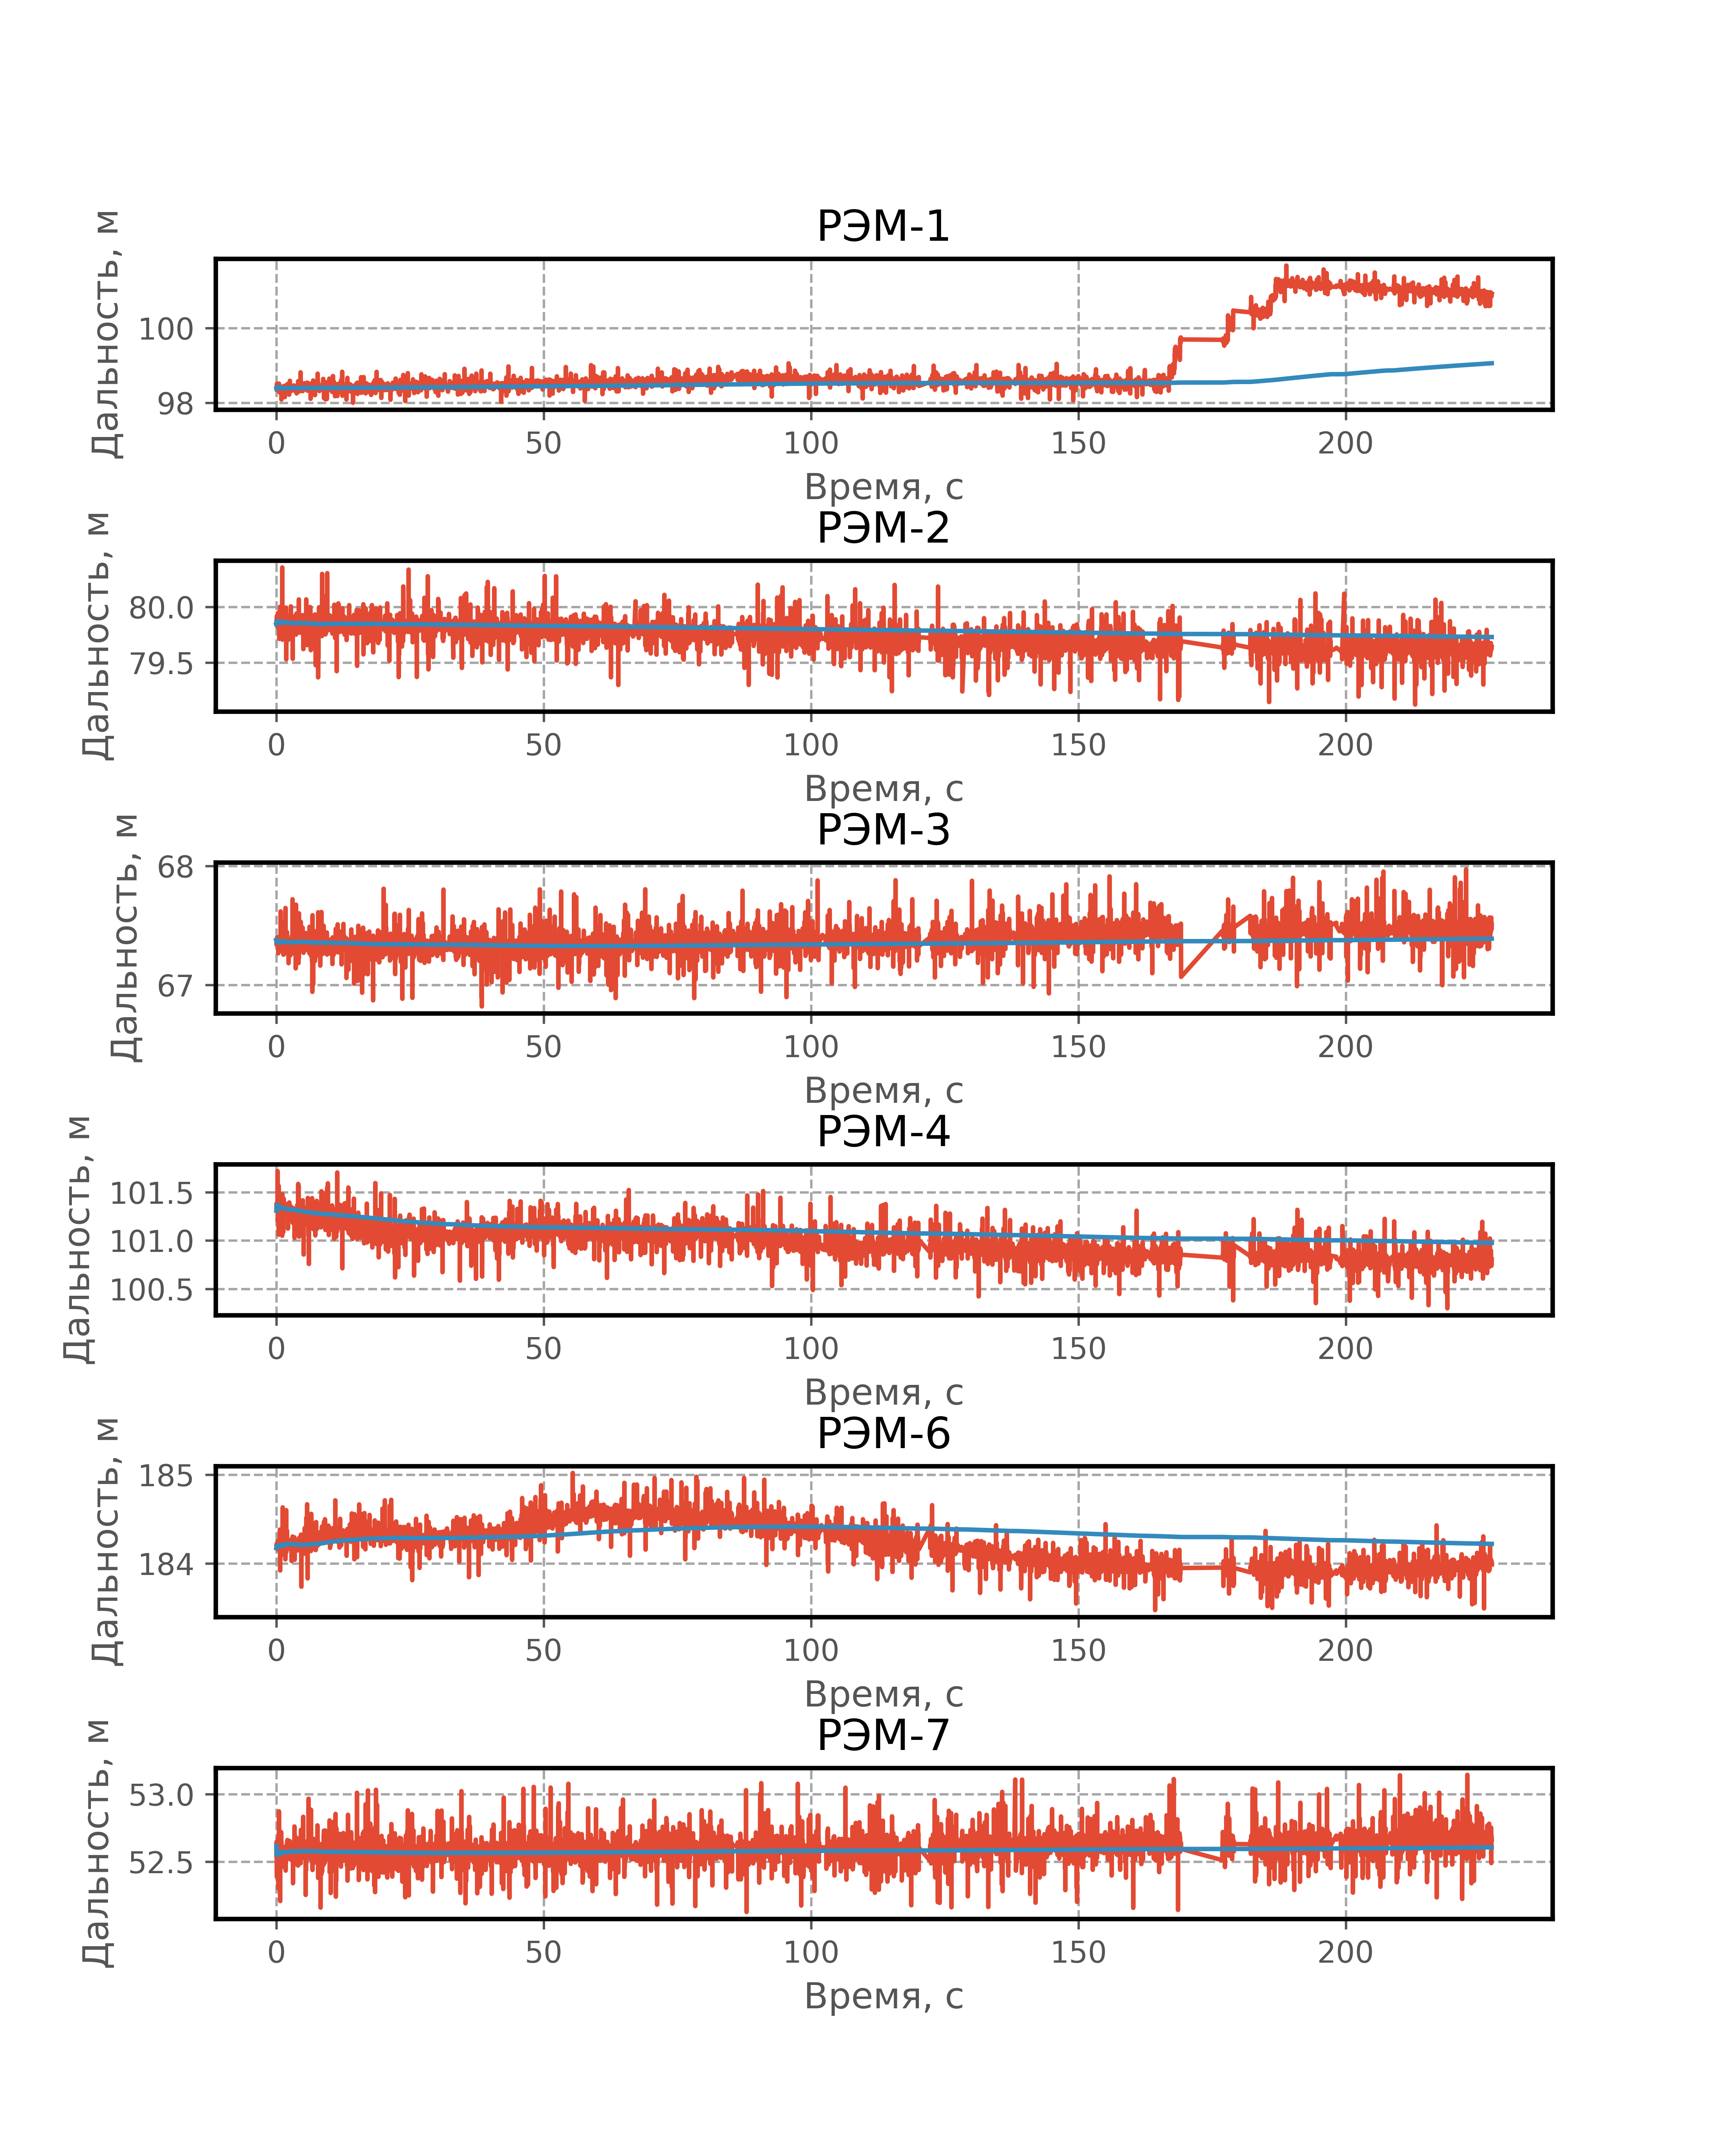 РЭМ-1
Дальность, м
100
98
0 50 100 150 200
Время, с
РЭМ-2
Дальность, м
80.0
79.5
0 50 100 150 200
Время, с
РЭМ-3
Дальность, м
68
67
0 50 100 150 200
Время, с
РЭМ-4
Дальность, м
101.5
101.0
100.5
0 50 100 150 200
Время, с
РЭМ-6
Дальность, м
185
184
0 50 100 150 200
Время, с
РЭМ-7
Дальность, м
53.0
52.5
0 50 100 150 200
Время, с